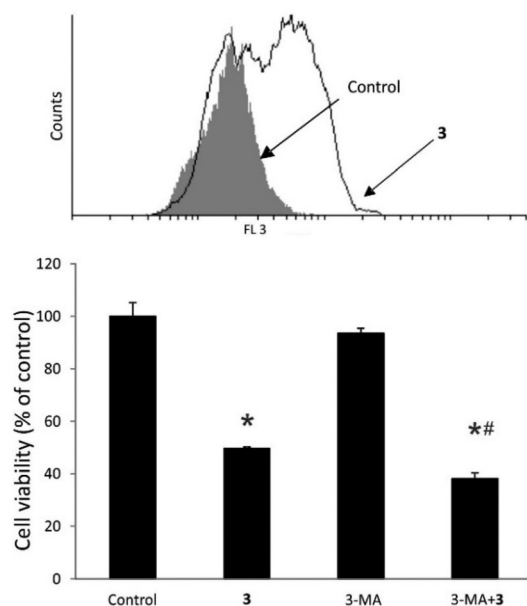 Counts
Control
3
FL 3
Cell viability (% of control)
120
100
80
60
40
20
0
*
*#
Control
3
3-MA
3-MA+3